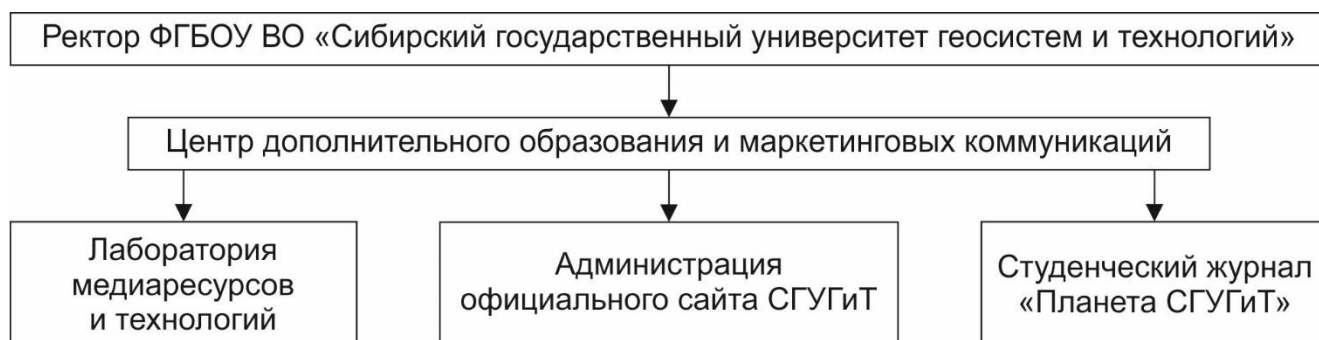 Ректор ФГБОУ ВО «Сибирский государственный университет геосистем и технологий»
Центр дополнительного образования и маркетинговых коммуникаций
Лаборатория
медиаресурсов
и технологий
Администрация
официального сайта СГУГиТ
Студенческий журнал
«Планета СГУГиТ»